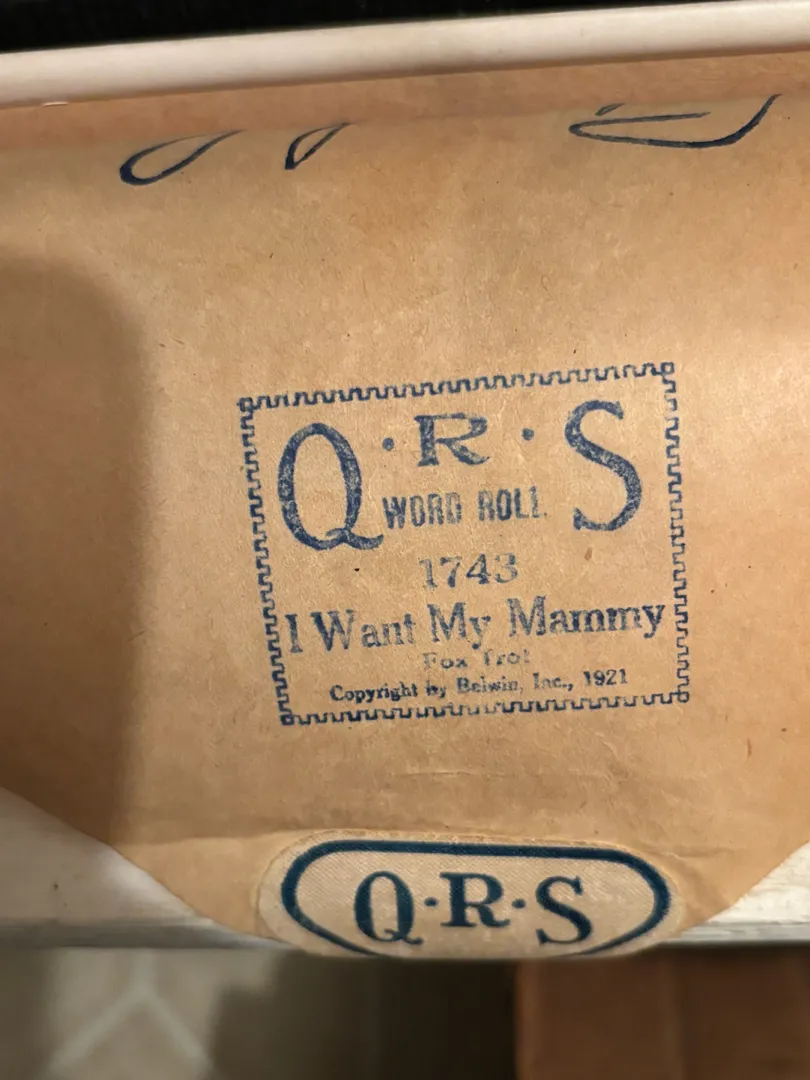 Q·R·S
WORD ROLL
1743
I Want My Mammy
Fox Trot
Copyright by Belwin, Inc., 1921
Q·R·S